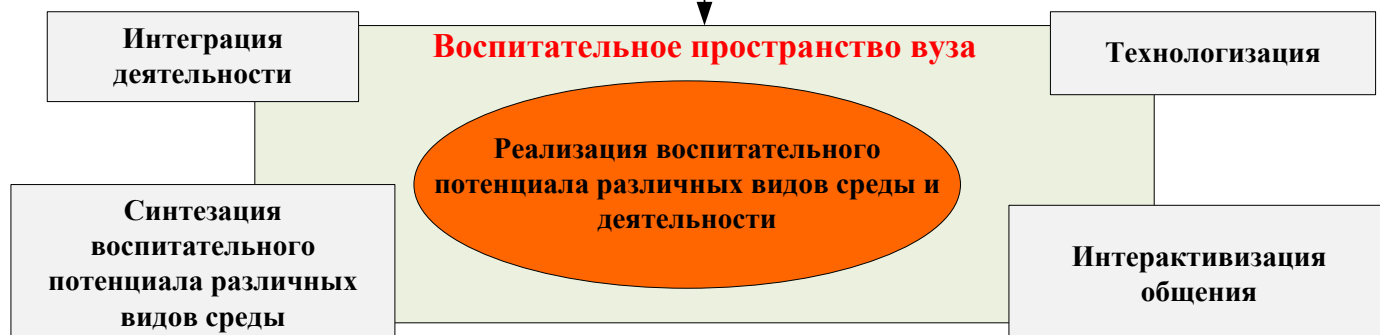 Интеграция
деятельности
Воспитательное пространство вуза
Технологизация
Реализация воспитательного
потенциала различных видов среды и
деятельности
Синтезация
воспитательного
потенциала различных
видов среды
Интерактивизация
общения